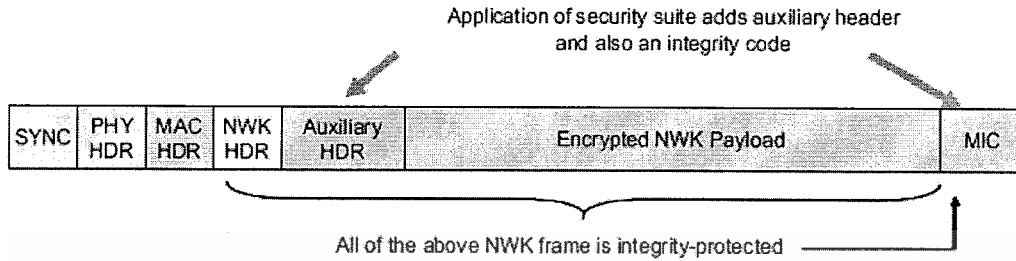 Application of security suite adds auxiliary header
and also an integrity code
SYNC
PHY
HDR
MAC
HDR
NWK
HDR
Auxiliary
HDR
Encrypted NWK Payload
MIC
All of the above NWK frame is integrity-protected